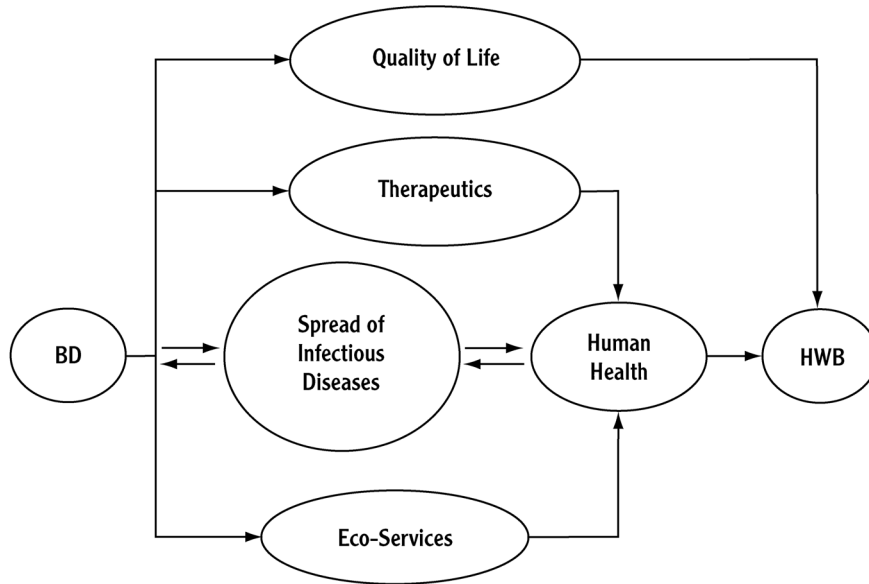 Quality of Life
Therapeutics
BD
Spread of
Infectious
Diseases
Human
Health
HWB
Eco-Services